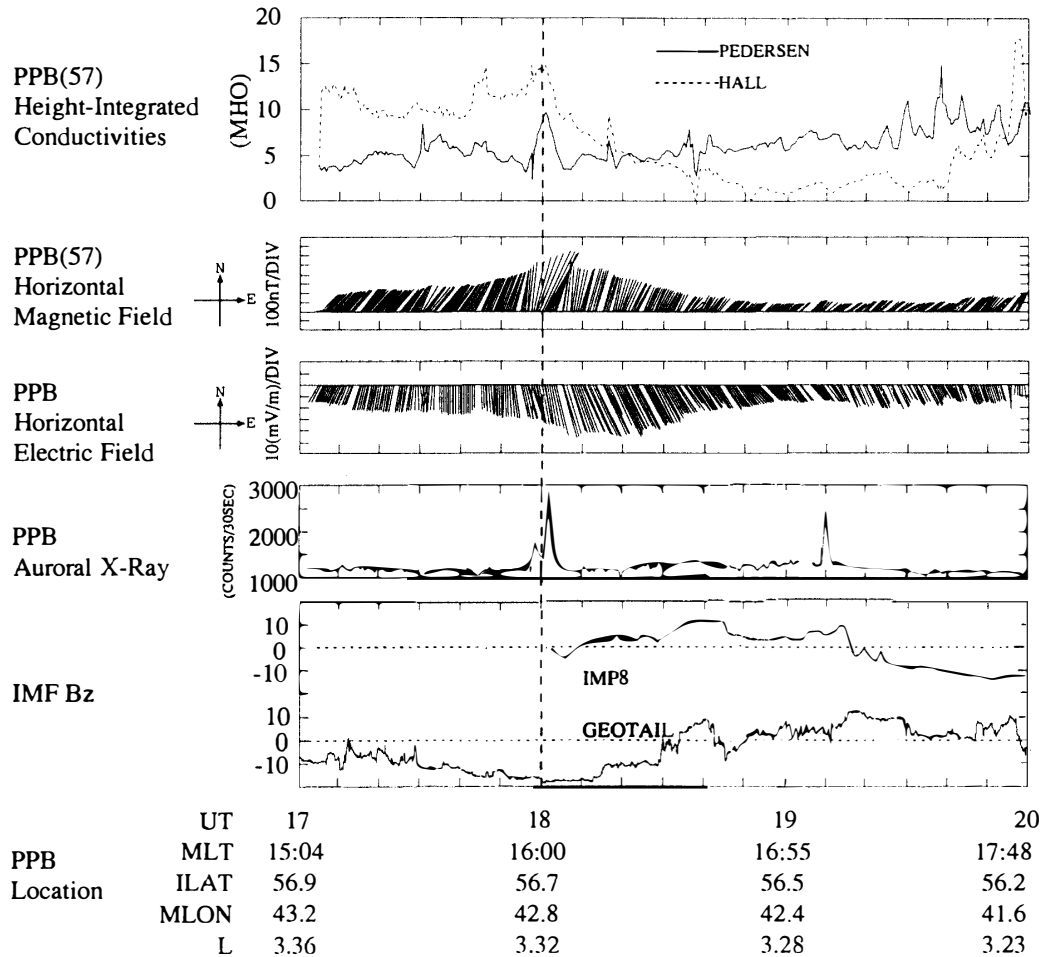 20
15
10
5
0
(MHO)
PPB(57)
Height-Integrated
Conductivities
PEDERSEN
HALL
PPB(57)
Horizontal
Magnetic Field
N
E
100nT/DIV
PPB
Horizontal
Electric Field
N
E
10(mV/m)/DIV
PPB
Auroral X-Ray
(COUNTS/30SEC)
3000
2000
1000
IMF Bz
10
0
-10
IMP8
10
0
-10
GEOTAIL
PPB
Location
UT 17 18 19 20
MLT 15:04 16:00 16:55 17:48
ILAT 56.9 56.7 56.5 56.2
MLON 43.2 42.8 42.4 41.6
L 3.36 3.32 3.28 3.23